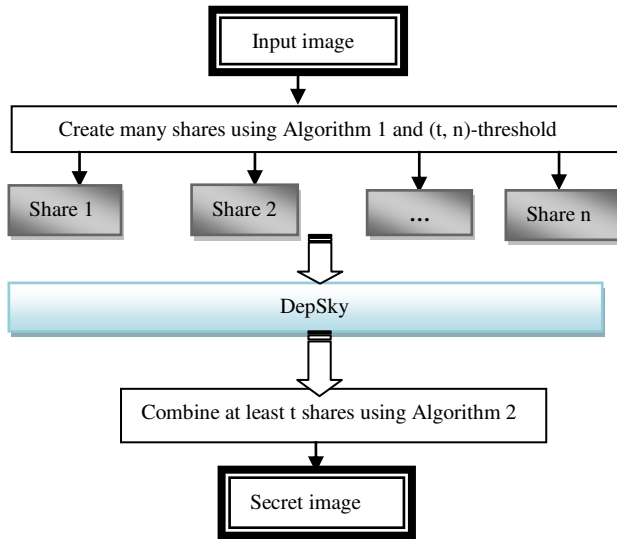 Input image
Create many shares using Algorithm 1 and (t, n)-threshold
Share 1
Share 2
...
Share n
DepSky
Combine at least t shares using Algorithm 2
Secret image